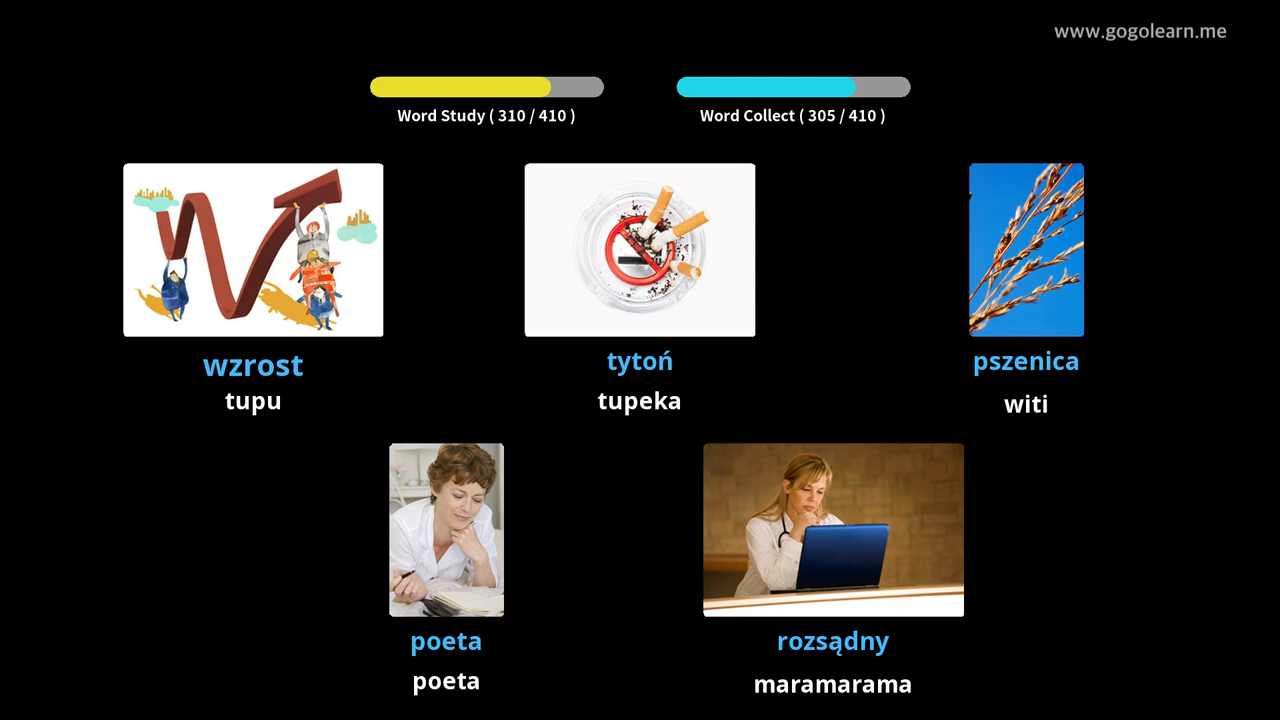 www.gogolearn.me
Word Study ( 310 / 410 )
Word Collect ( 305 / 410 )
wzrost
tupu
tytoń
tupeka
pszenica
witi
poeta
poeta
rozsądny
maramarama